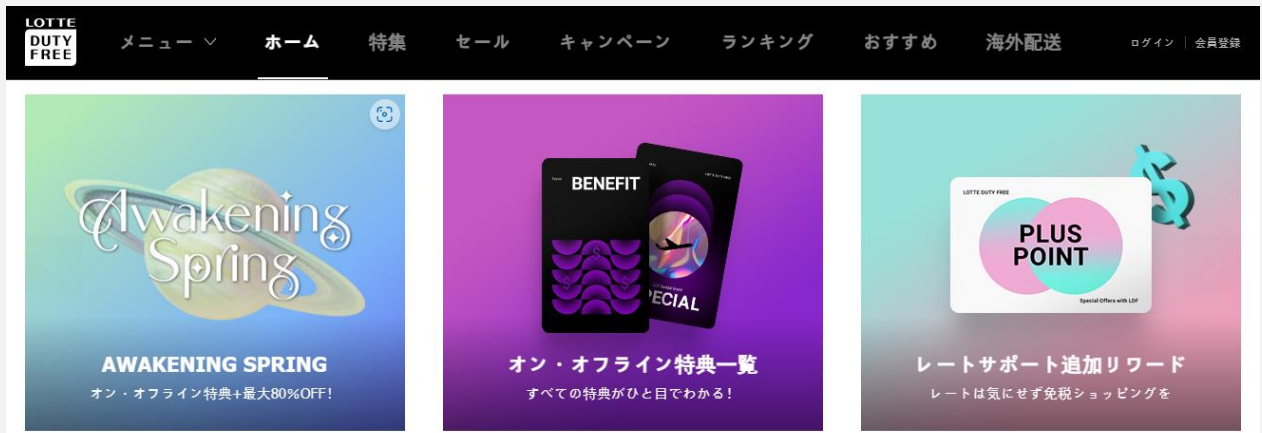 LOTTE
DUTY
FREE
メニュー ホーム 特集 セール キャンペーン ランキング おすすめ 海外配送 ログイン 会員登録
Awakening
Spring
AWAKENING SPRING
オン・オフライン特典+最大80%OFF!
BENEFIT
SPECIAL
オン・オフライン特典一覧
すべての特典がひと目でわかる!
LOTTE DUTY FREE
PLUS
POINT
Special Offers with LDF
レートサポート追加リワード
レートは気にせず免税ショッピングを